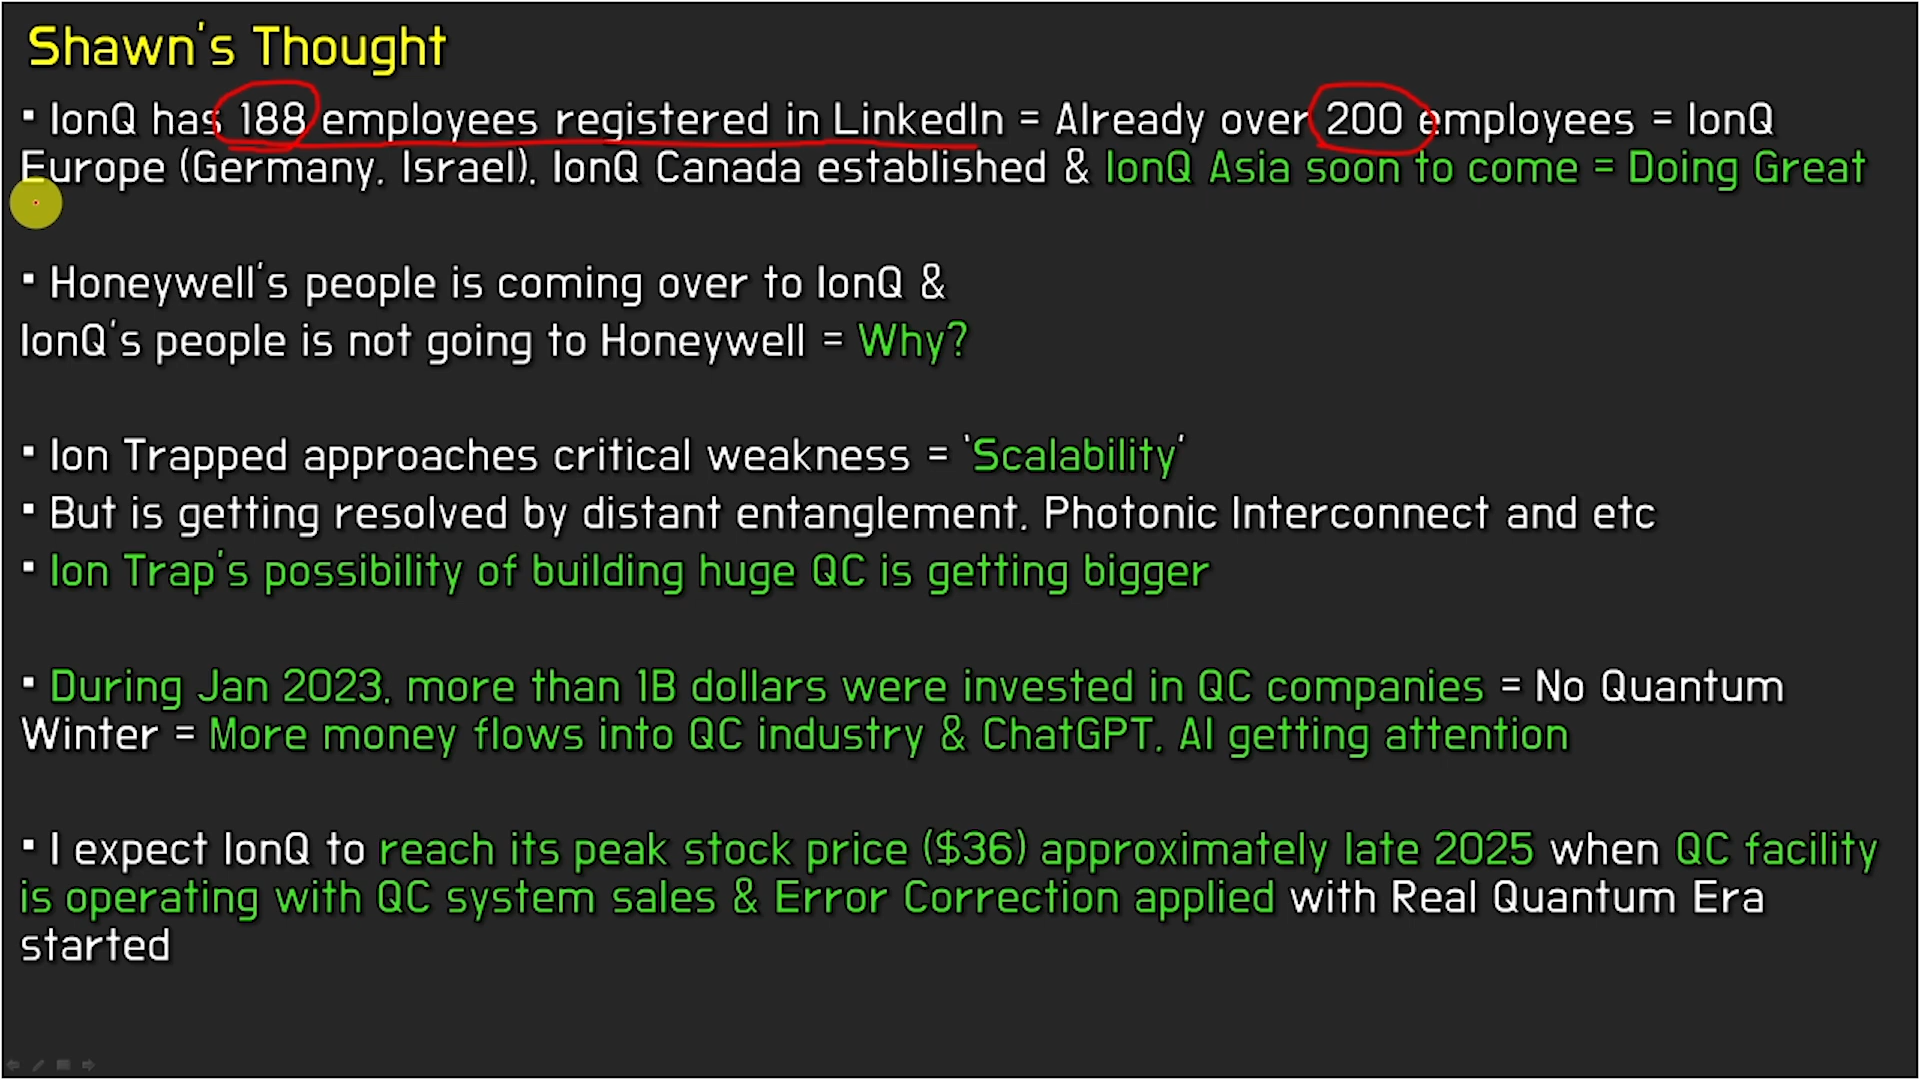 Shawn's Thought
▪ IonQ has 188 employees registered in LinkedIn = Already over 200 employees = IonQ
Europe (Germany, Israel), IonQ Canada established & IonQ Asia soon to come = Doing Great
▪ Honeywell's people is coming over to IonQ &
IonQ's people is not going to Honeywell = Why?
▪ Ion Trapped approaches critical weakness = 'Scalability'
▪ But is getting resolved by distant entanglement, Photonic Interconnect and etc
▪ Ion Trap's possibility of building huge QC is getting bigger
▪ During Jan 2023, more than 1B dollars were invested in QC companies = No Quantum
Winter = More money flows into QC industry & ChatGPT, AI getting attention
▪ I expect IonQ to reach its peak stock price ($36) approximately late 2025 when QC facility
is operating with QC system sales & Error Correction applied with Real Quantum Era
started